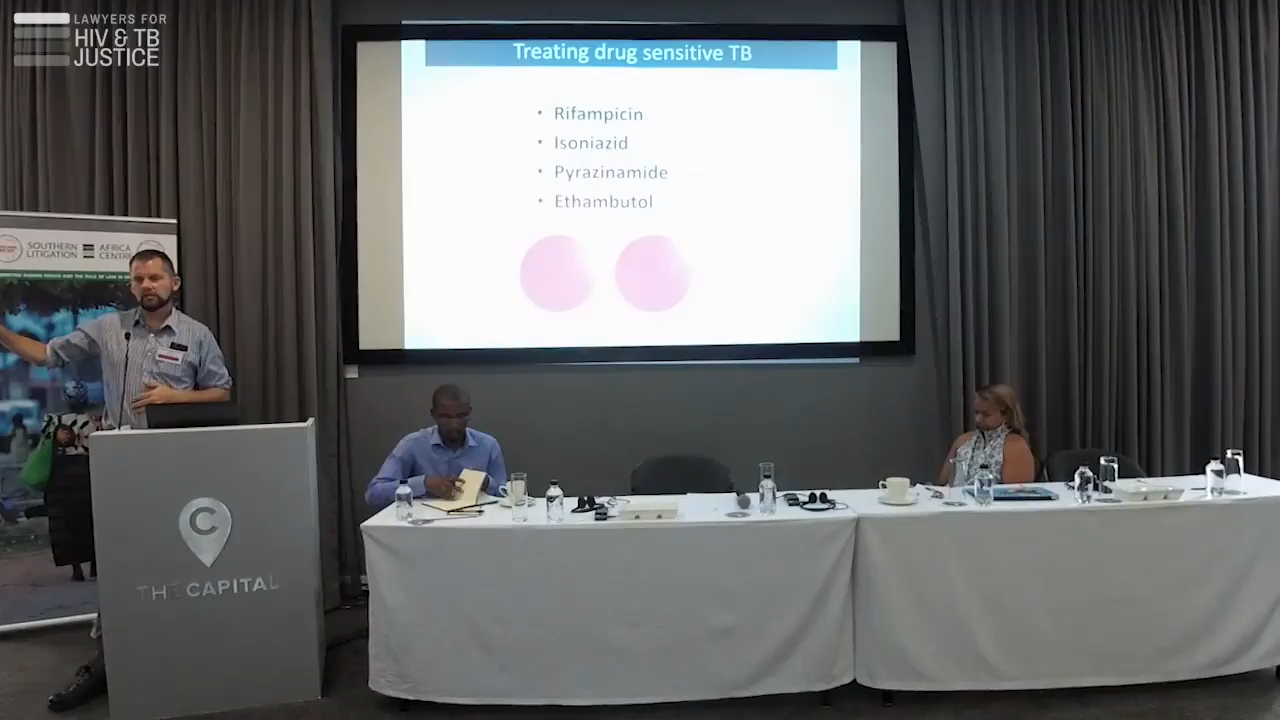 LAWYERS FOR
HIV & TB
JUSTICE
Treating drug sensitive TB
• Rifampicin
• Isoniazid
• Pyrazinamide
• Ethambutol
SOUTHERN AFRICA
LITIGATION CENTRE
C
THE CAPITAL